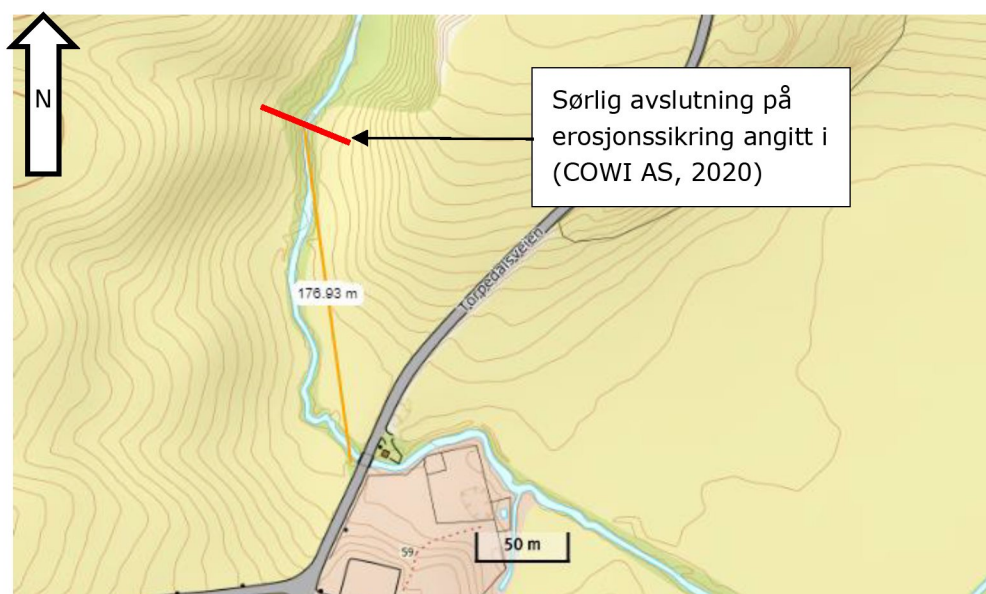 N
Sørlig avslutning på
erosjonssikring angitt i
(COWI AS, 2020)
Torpedalsveien
176.93 m
50 m
59